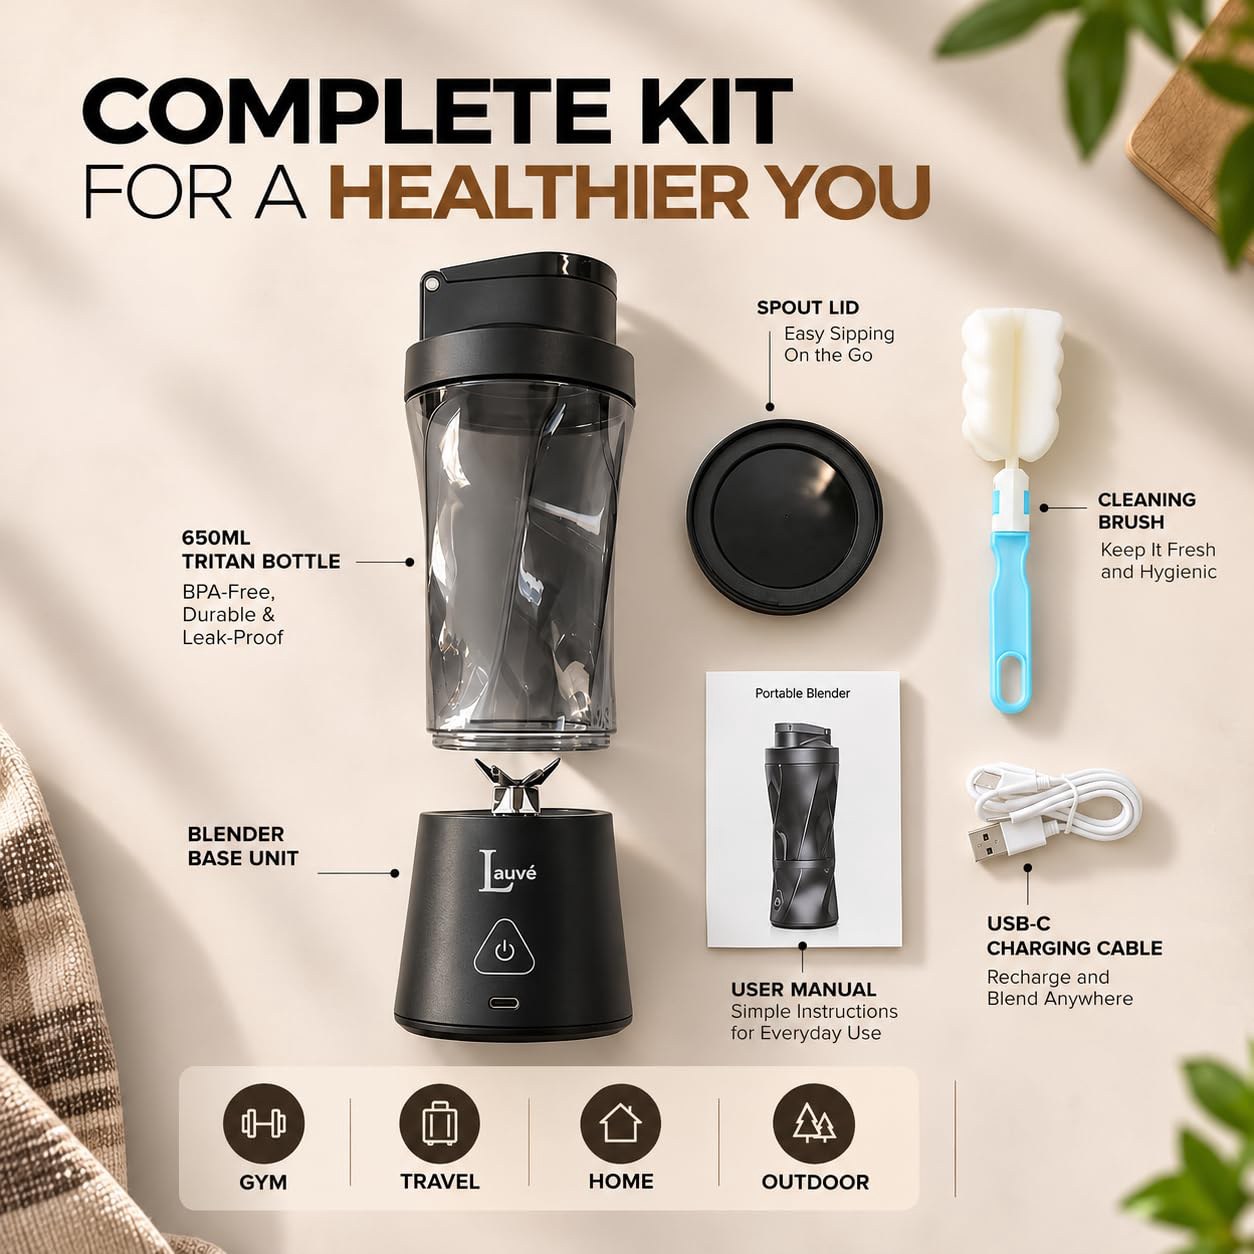 COMPLETE KIT
FOR A HEALTHIER YOU
SPOUT LID
Easy Sipping
On the Go
CLEANING
BRUSH
Keep It Fresh
and Hygienic
650ML
TRITAN BOTTLE
BPA-Free,
Durable &
Leak-Proof
Portable Blender
BLENDER
BASE UNIT
Lauvé
USB-C
CHARGING CABLE
Recharge and
Blend Anywhere
USER MANUAL
Simple Instructions
for Everyday Use
GYM
TRAVEL
HOME
OUTDOOR